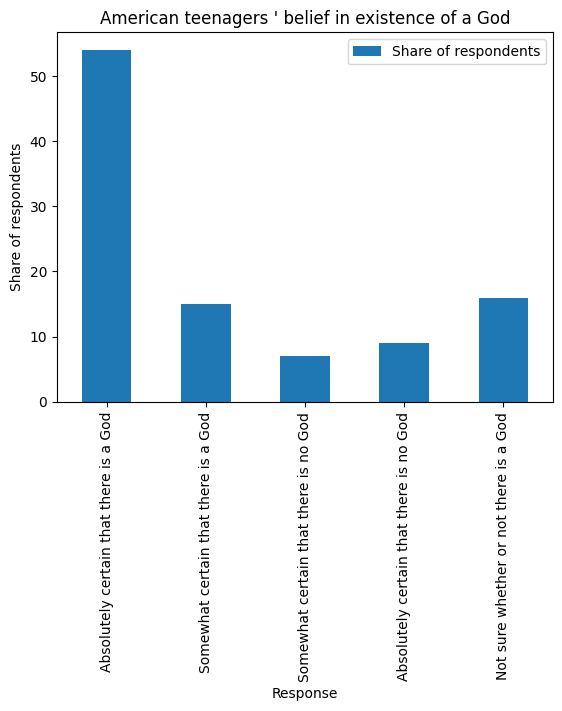 American teenagers ' belief in existence of a God
Share of respondents
Share of respondents
50
40
30
20
10
0
Absolutely certain that there is a God
Somewhat certain that there is a God
Somewhat certain that there is no God
Absolutely certain that there is no God
Not sure whether or not there is a God
Response